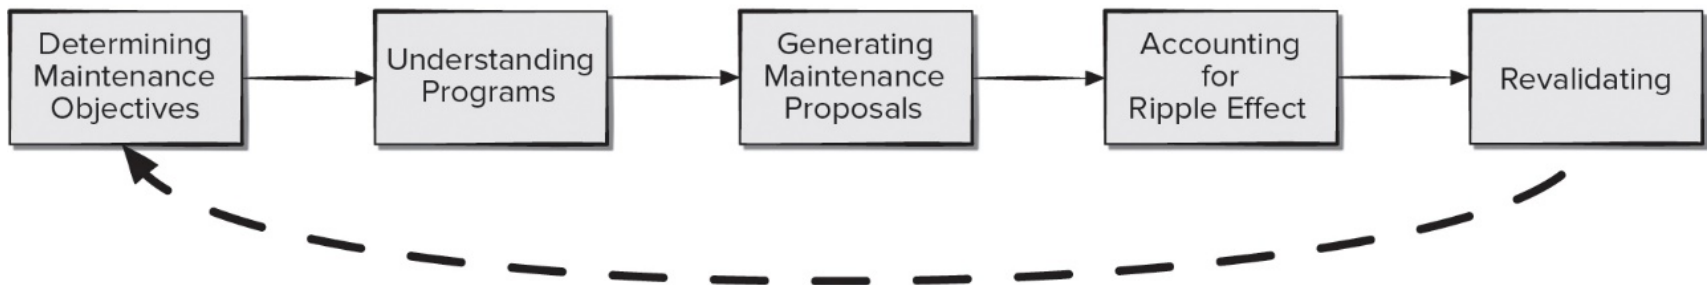 Determining
Maintenance
Objectives
Understanding
Programs
Generating
Maintenance
Proposals
Accounting
for
Ripple Effect
Revalidating